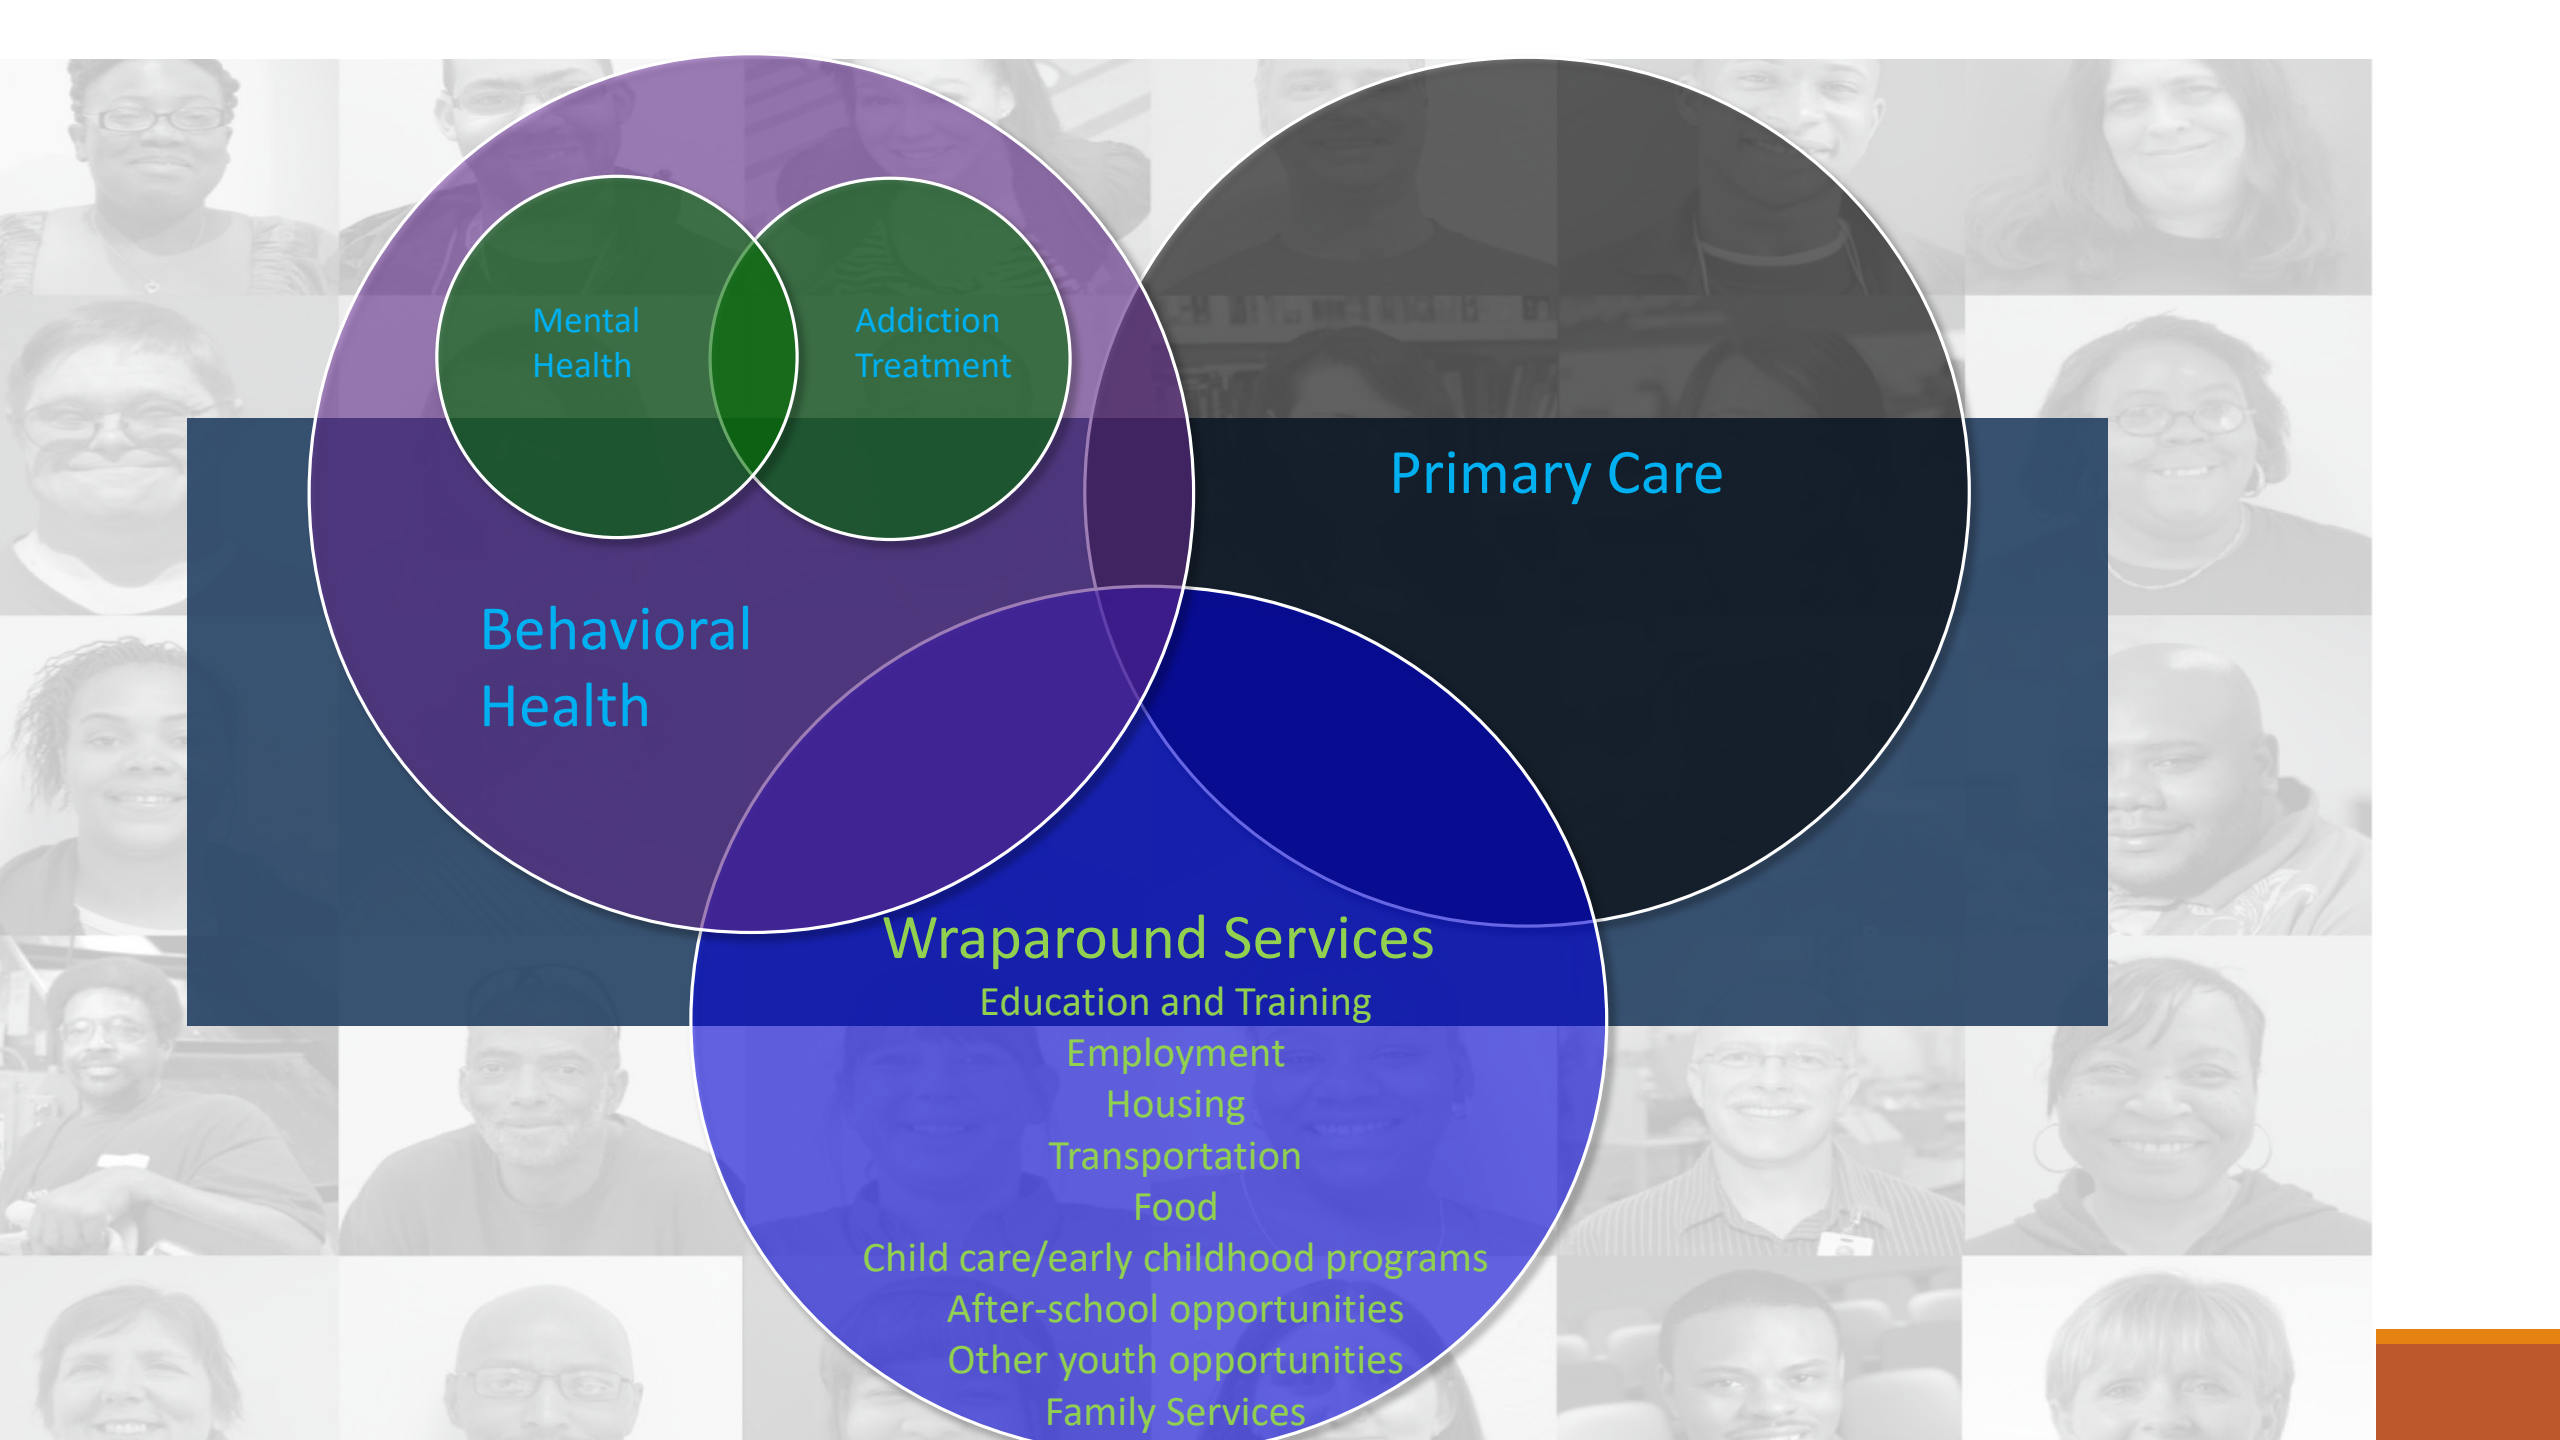 Mental
Health
Addiction
Treatment
Primary Care
Behavioral
Health
Wraparound Services
Education and Training
Employment
Housing
Transportation
Food
Child care/early childhood programs
After-school opportunities
Other youth opportunities
Family Services